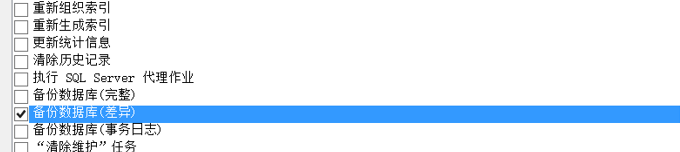 重新组织索引
重新生成索引
更新统计信息
清除历史记录
执行 SQL Server 代理作业
备份数据库(完整)
备份数据库(差异)
备份数据库(事务日志)
“清除维护”任务